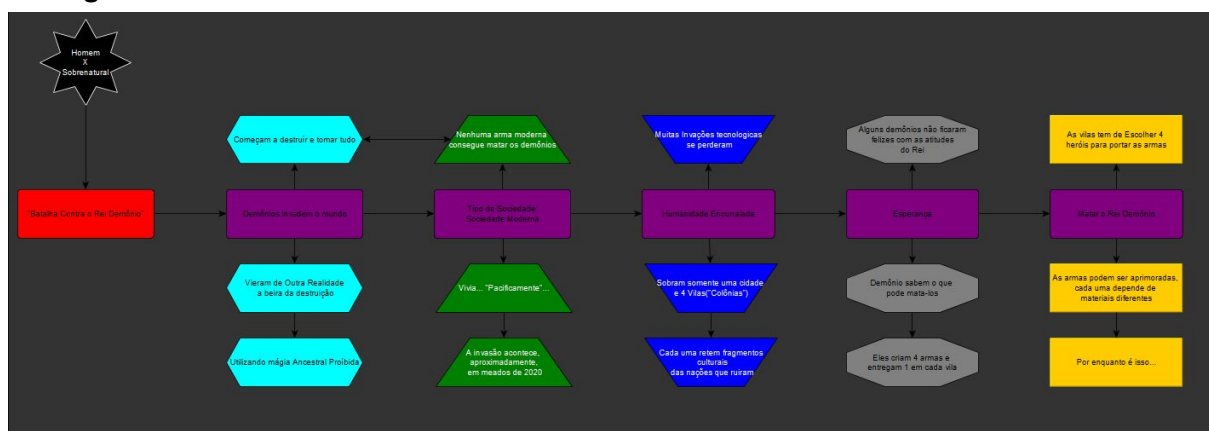 Homem
X
Sobrenatural
Começam a destruir e tomar tudo
Nenhuma arma moderna
consegue matar os demônios
Muitas Invações tecnologicas
se perderam
Alguns demônios não ficaram
felizes com as atitudes
do Rei
As vilas tem de Escolher 4
heróis para portar as armas
"Batalha Contra o Rei Demônio"
Demônios Invadem o mundo
Tipo de Sociedade:
Sociedade Moderna
Humanidade Encurralada
Esperança
Matar o Rei Demônio
Vieram de Outra Realidade
a beira da destruição
Vivia... "Pacificamente"...
Sobram somente uma cidade
e 4 Vilas("Colônias")
Demônio sabem o que
pode mata-los
As armas podem ser aprimoradas,
cada uma depende de
materiais diferentes
Utilizando mágia Ancestral Proíbida
A invasão acontece,
aproximadamente,
em meados de 2020
Cada uma retem fragmentos
culturais
das nações que ruiram
Eles criam 4 armas e
entregam 1 em cada vila
Por enquanto é isso...